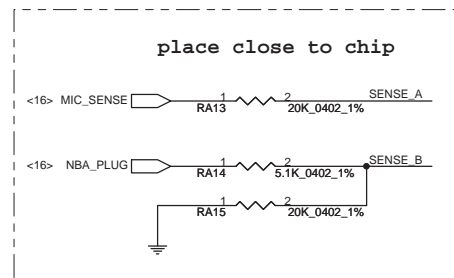 place close to chip
<16> MIC_SENSE 1 2 SENSE_A
RA13 20K_0402_1%
<16> NBA_PLUG 1 2 SENSE_B
RA14 5.1K_0402_1%
1 2
RA15 20K_0402_1%